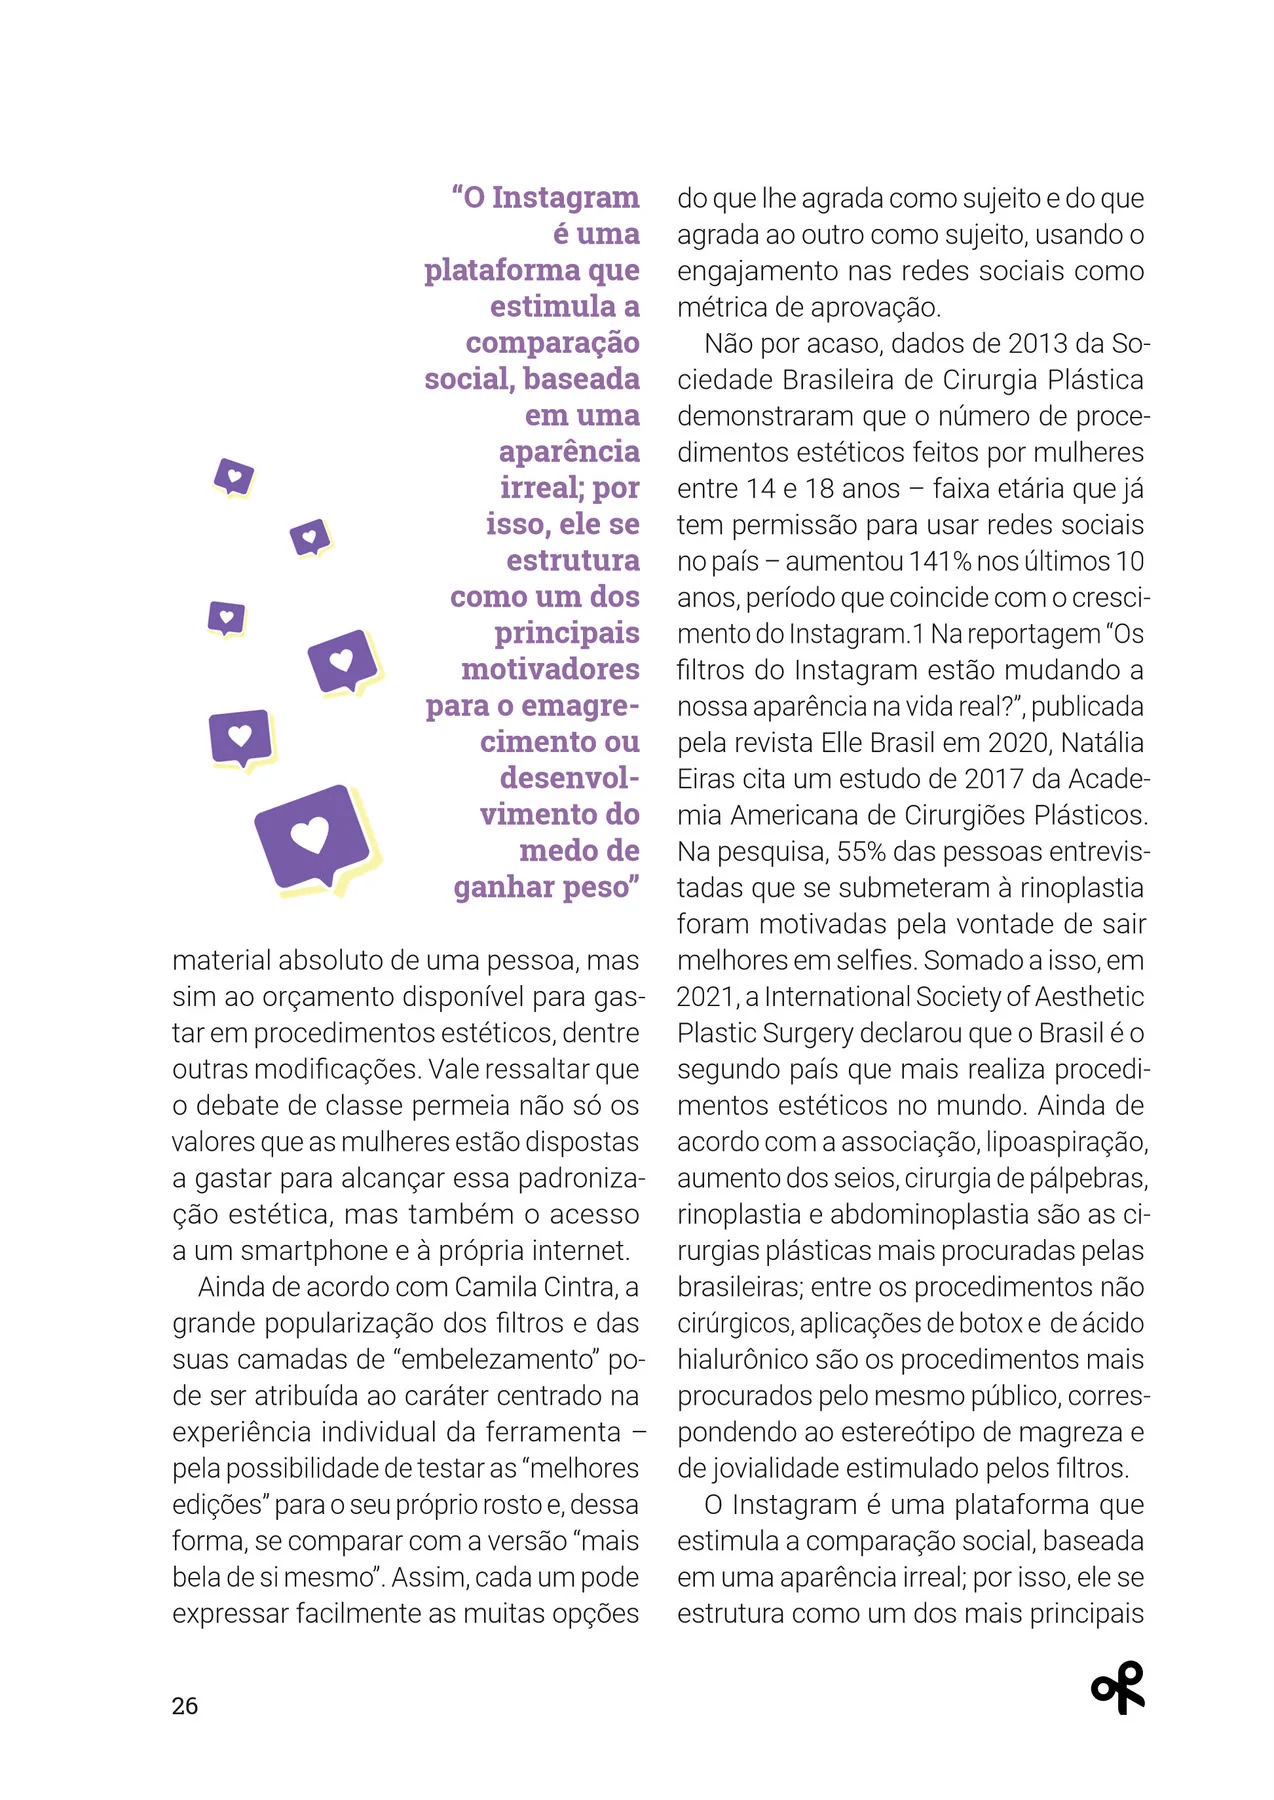 “O Instagram
é uma
plataforma que
estimula a
comparação
social, baseada
em uma
aparência
irreal; por
isso, ele se
estrutura
como um dos
principais
motivadores
para o emagre-
cimento ou
desenvol-
vimento do
medo de
ganhar peso”
material absoluto de uma pessoa, mas
sim ao orçamento disponível para gas-
tar em procedimentos estéticos, dentre
outras modificações. Vale ressaltar que
o debate de classe permeia não só os
valores que as mulheres estão dispostas
a gastar para alcançar essa padroniza-
ção estética, mas também o acesso
a um smartphone e à própria internet.
Ainda de acordo com Camila Cintra, a
grande popularização dos filtros e das
suas camadas de “embelezamento” po-
de ser atribuída ao caráter centrado na
experiência individual da ferramenta –
pela possibilidade de testar as “melhores
edições” para o seu próprio rosto e, dessa
forma, se comparar com a versão “mais
bela de si mesmo”. Assim, cada um pode
expressar facilmente as muitas opções
do que lhe agrada como sujeito e do que
agrada ao outro como sujeito, usando o
engajamento nas redes sociais como
métrica de aprovação.
Não por acaso, dados de 2013 da So-
ciedade Brasileira de Cirurgia Plástica
demonstraram que o número de proce-
dimentos estéticos feitos por mulheres
entre 14 e 18 anos – faixa etária que já
tem permissão para usar redes sociais
no país – aumentou 141% nos últimos 10
anos, período que coincide com o cresci-
mento do Instagram.1 Na reportagem “Os
filtros do Instagram estão mudando a
nossa aparência na vida real?”, publicada
pela revista Elle Brasil em 2020, Natália
Eiras cita um estudo de 2017 da Acade-
mia Americana de Cirurgiões Plásticos.
Na pesquisa, 55% das pessoas entrevis-
tadas que se submeteram à rinoplastia
foram motivadas pela vontade de sair
melhores em selfies. Somado a isso, em
2021, a International Society of Aesthetic
Plastic Surgery declarou que o Brasil é o
segundo país que mais realiza procedi-
mentos estéticos no mundo. Ainda de
acordo com a associação, lipoaspiração,
aumento dos seios, cirurgia de pálpebras,
rinoplastia e abdominoplastia são as ci-
rurgias plásticas mais procuradas pelas
brasileiras; entre os procedimentos não
cirúrgicos, aplicações de botox e  de ácido
hialurônico são os procedimentos mais
procurados pelo mesmo público, corres-
pondendo ao estereótipo de magreza e
de jovialidade estimulado pelos filtros.
O Instagram é uma plataforma que
estimula a comparação social, baseada
em uma aparência irreal; por isso, ele se
estrutura como um dos mais principais
26